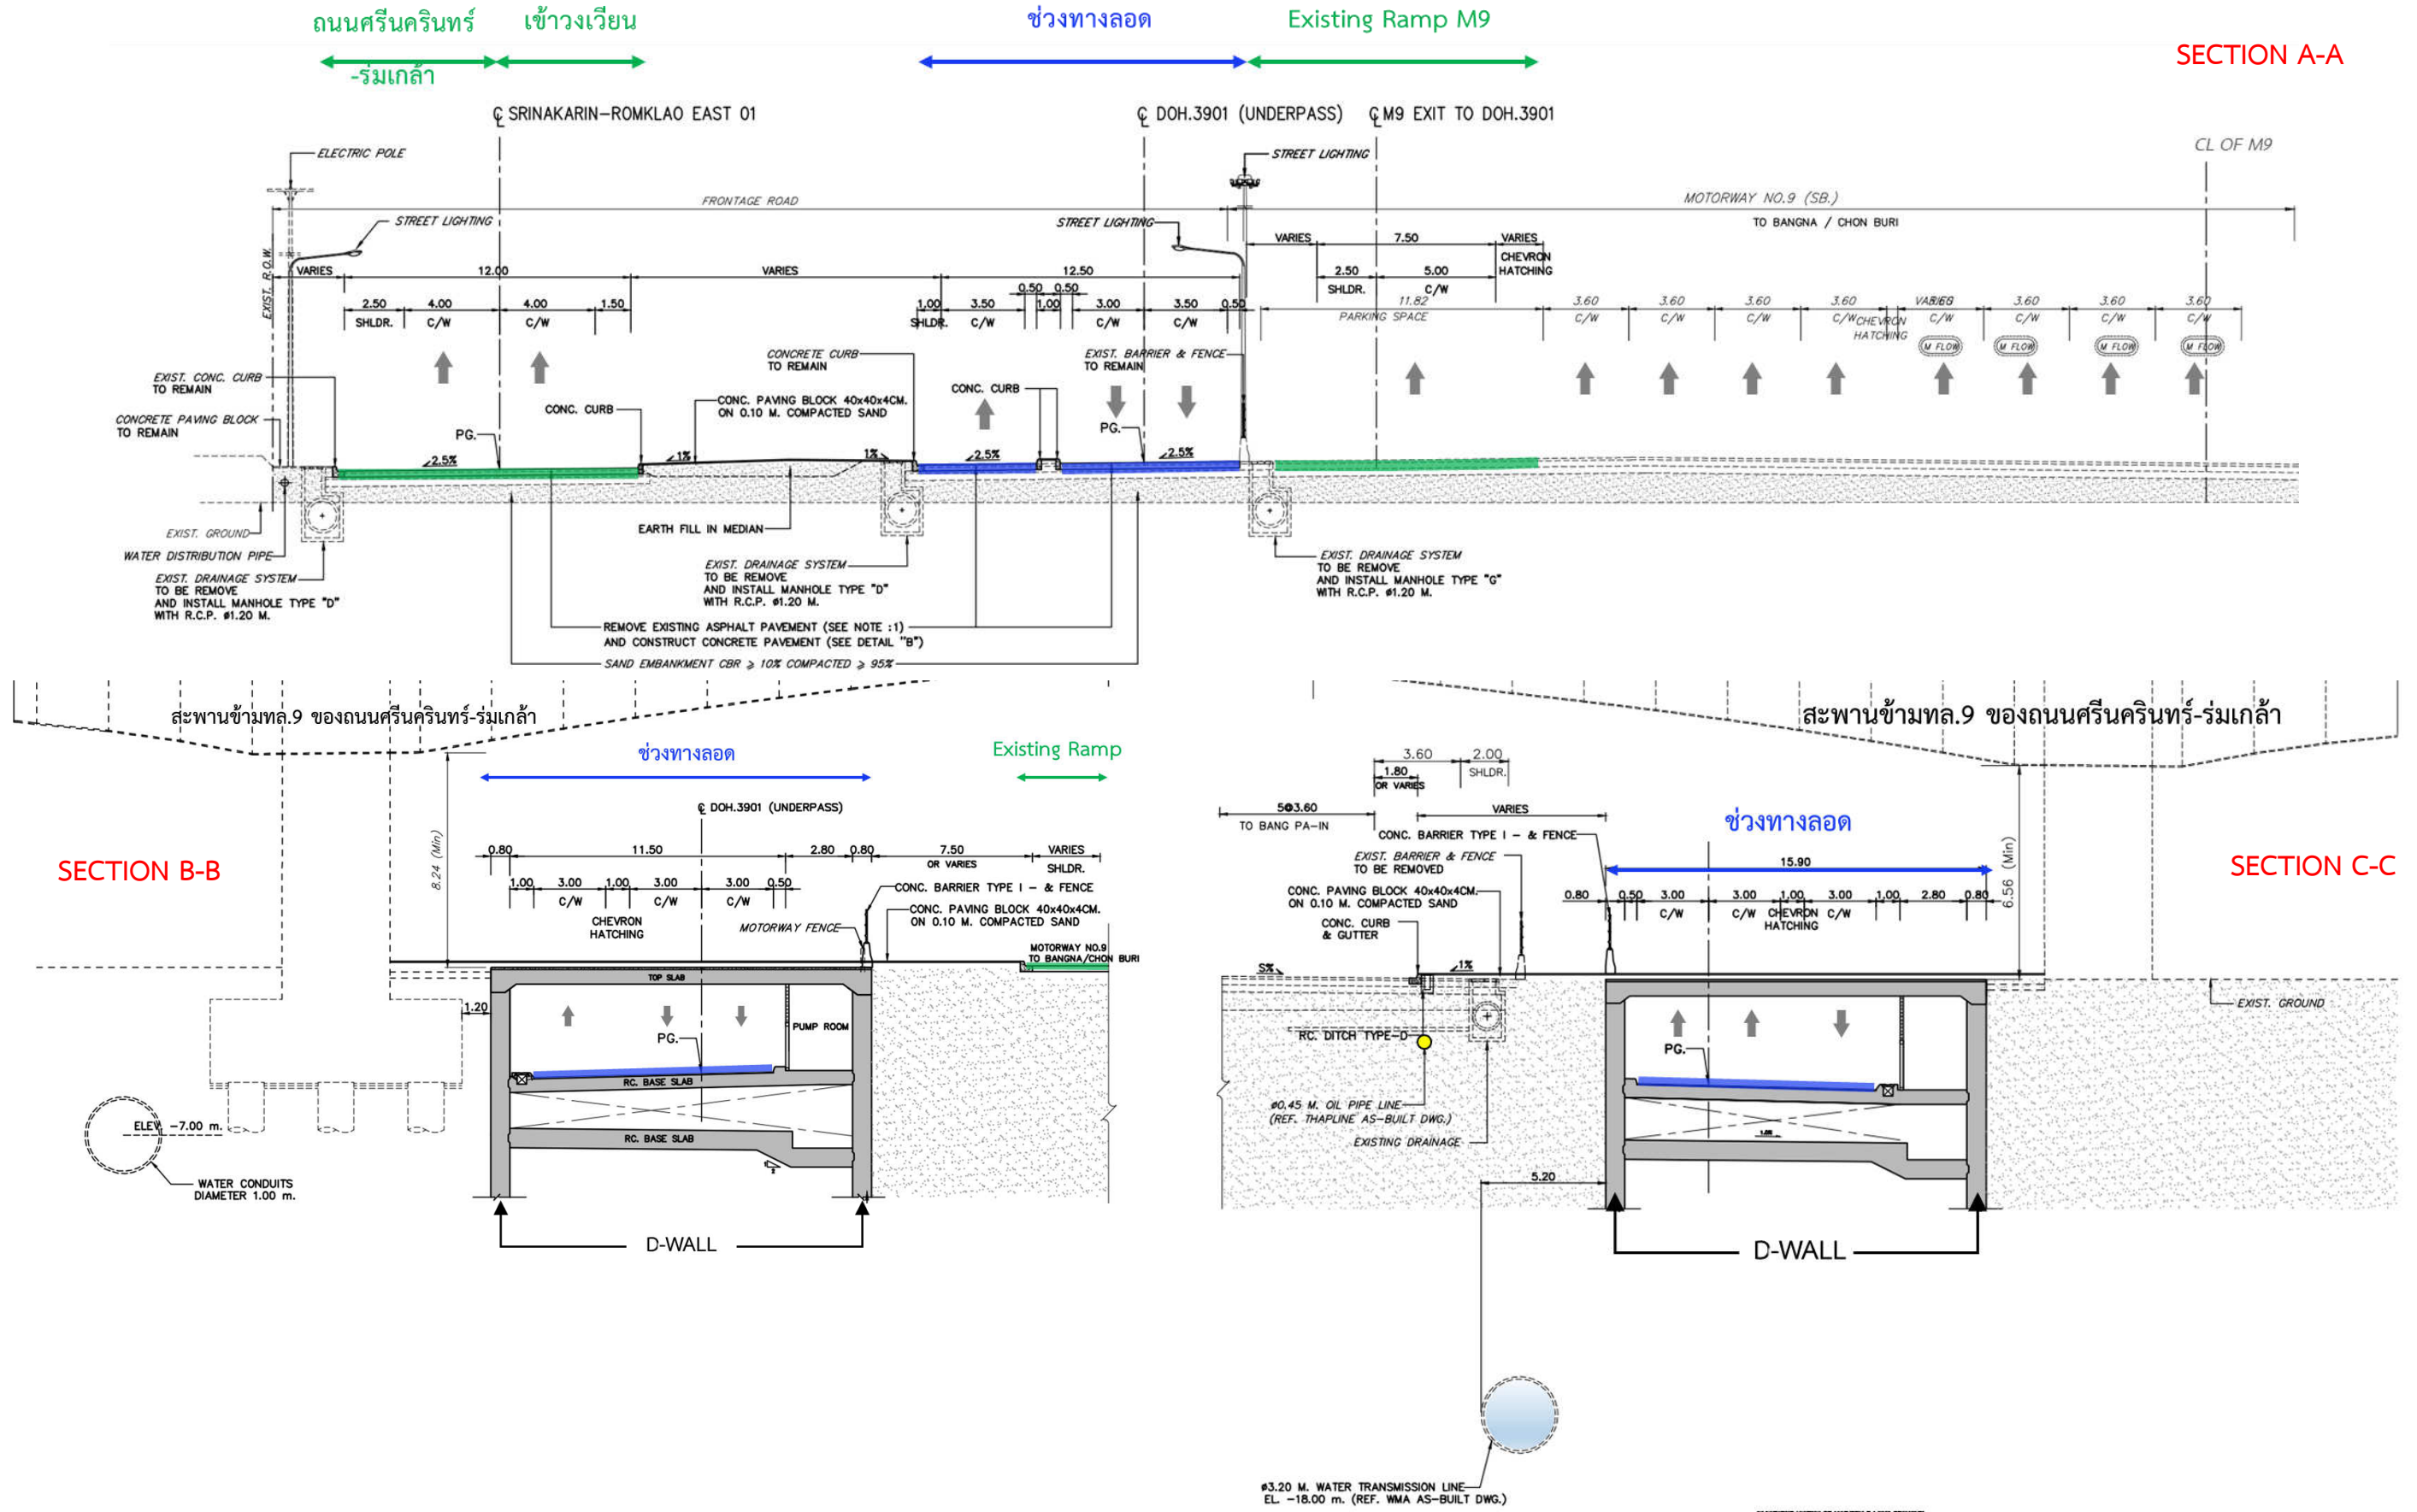 ถนนศรีนครินทร์
-ร่มเกล้า
เข้าวงเวียน
ช่วงทางลอด
Existing Ramp M9
SECTION A-A
℄ SRINAKARIN-ROMKLAO EAST 01
℄ DOH.3901 (UNDERPASS)
℄ M9 EXIT TO DOH.3901
CL OF M9
ELECTRIC POLE
STREET LIGHTING
FRONTAGE ROAD
MOTORWAY NO.9 (SB.)
TO BANGNA / CHON BURI
STREET LIGHTING
STREET LIGHTING
EXIST. R.O.W.
VARIES 7.50 VARIES
CHEVRON
HATCHING
VARIES 12.00 VARIES 12.50
2.50 5.00
SHLDR. C/W
0.50 0.50
2.50 4.00 4.00 1.50
SHLDR. C/W C/W
1.00 3.50 1.00 3.00 3.50 0.50
SHLDR. C/W C/W C/W
11.82
PARKING SPACE
3.60 3.60 3.60 3.60 3.60 3.60 3.60
C/W C/W C/W C/W C/W C/W C/W C/W
CHEVRON
HATCHING
M FLOW M FLOW M FLOW M FLOW
EXIST. CONC. CURB
TO REMAIN
CONCRETE PAVING BLOCK
TO REMAIN
PG.
CONC. CURB
CONCRETE CURB
TO REMAIN
CONC. PAVING BLOCK 40x40x4CM.
ON 0.10 M. COMPACTED SAND
CONC. CURB
EXIST. BARRIER & FENCE
TO REMAIN
PG.
2.5% 1% 1% 2.5% 2.5%
EXIST. GROUND
WATER DISTRIBUTION PIPE
EXIST. DRAINAGE SYSTEM
TO BE REMOVE
AND INSTALL MANHOLE TYPE "D"
WITH R.C.P. ø1.20 M.
EARTH FILL IN MEDIAN
EXIST. DRAINAGE SYSTEM
TO BE REMOVE
AND INSTALL MANHOLE TYPE "D"
WITH R.C.P. ø1.20 M.
EXIST. DRAINAGE SYSTEM
TO BE REMOVE
AND INSTALL MANHOLE TYPE "G"
WITH R.C.P. ø1.20 M.
REMOVE EXISTING ASPHALT PAVEMENT (SEE NOTE :1)
AND CONSTRUCT CONCRETE PAVEMENT (SEE DETAIL "B")
SAND EMBANKMENT CBR ⩾ 10% COMPACTED ⩾ 95%
สะพานข้ามทล.9 ของถนนศรีนครินทร์-ร่มเกล้า
ช่วงทางลอด
Existing Ramp
SECTION B-B
℄ DOH.3901 (UNDERPASS)
8.24 (Min)
0.80 11.50 2.80 0.80 7.50 VARIES
OR VARIES SHLDR.
1.00 3.00 1.00 3.00 3.00 0.50
C/W C/W C/W
CHEVRON
HATCHING
CONC. BARRIER TYPE I - & FENCE
CONC. PAVING BLOCK 40x40x4CM.
ON 0.10 M. COMPACTED SAND
MOTORWAY FENCE
MOTORWAY NO.9
TO BANGNA/CHON BURI
TOP SLAB
1.20
PUMP ROOM
PG.
RC. BASE SLAB
RC. BASE SLAB
ELEV. -7.00 m.
WATER CONDUITS
DIAMETER 1.00 m.
D-WALL
สะพานข้ามทล.9 ของถนนศรีนครินทร์-ร่มเกล้า
3.60 2.00
SHLDR.
1.80
OR VARIES
5@3.60
TO BANG PA-IN
VARIES
ช่วงทางลอด
SECTION C-C
CONC. BARRIER TYPE I - & FENCE
EXIST. BARRIER & FENCE
TO BE REMOVED
CONC. PAVING BLOCK 40x40x4CM.
ON 0.10 M. COMPACTED SAND
CONC. CURB
& GUTTER
15.90
0.80 0.50 3.00 3.00 1.00 3.00 1.00 2.80 0.80
C/W C/W CHEVRON C/W
HATCHING
6.56 (Min)
S% 1%
EXIST. GROUND
RC. DITCH TYPE-D
PG.
ø0.45 M. OIL PIPE LINE
(REF. THAPLINE AS-BUILT DWG.)
EXISTING DRAINAGE
5.20
D-WALL
ø3.20 M. WATER TRANSMISSION LINE
EL. -18.00 m. (REF. WMA AS-BUILT DWG.)